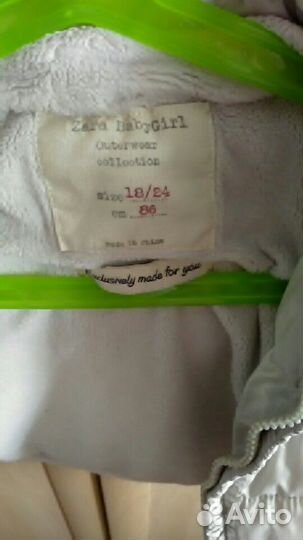 Zara BabyGirl
Outerwear
collection
size 18/24
cm 86
Made in China
Exclusively made for you
Avito